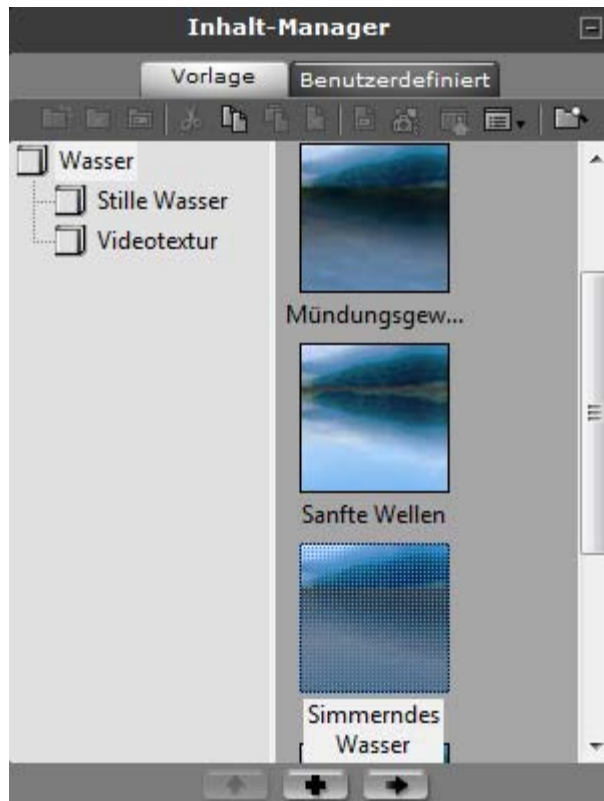 Inhalt-Manager
Vorlage
Benutzerdefiniert
Wasser
Stille Wasser
Videotextur
Mündungsgew...
Sanfte Wellen
Simmerndes
Wasser